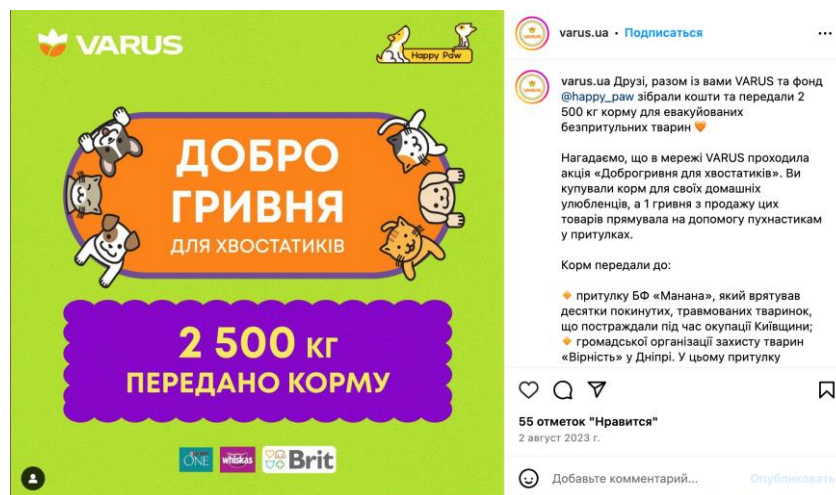 VARUS
Happy Paw
ДОБРО
ГРИВНЯ
ДЛЯ ХВОСТАТИКІВ
2 500 КГ
ПЕРЕДАНО КОРМУ
ONE
whiskas
Brit
varus.ua • Подписаться
varus.ua Друзі, разом із вами VARUS та фонд
@happy_paw зібрали кошти та передали 2
500 кг корму для евакуйованих
безпритульних тварин 🧡
Нагадаємо, що в мережі VARUS проходила
акція «Доброгривня для хвостатиків». Ви
купували корм для своїх домашніх
улюбленців, а 1 гривня з продажу цих
товарів прямувала на допомогу пухнастикам
у притулках.
Корм передали до:
🔸 притулку БФ «Манана», який врятував
десятки покинутих, травмованих тваринок,
що постраждали під час окупації Київщини;
🔸 громадської організації захисту тварин
«Вірність» у Дніпрі. У цьому притулку
55 отметок "Нравится"
2 август 2023 г.
Добавьте комментарий...
Опубликовать